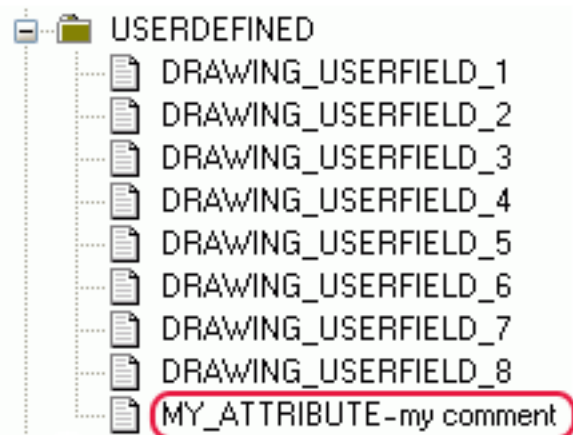 USERDEFINED
DRAWING_USERFIELD_1
DRAWING_USERFIELD_2
DRAWING_USERFIELD_3
DRAWING_USERFIELD_4
DRAWING_USERFIELD_5
DRAWING_USERFIELD_6
DRAWING_USERFIELD_7
DRAWING_USERFIELD_8
MY_ATTRIBUTE-my comment